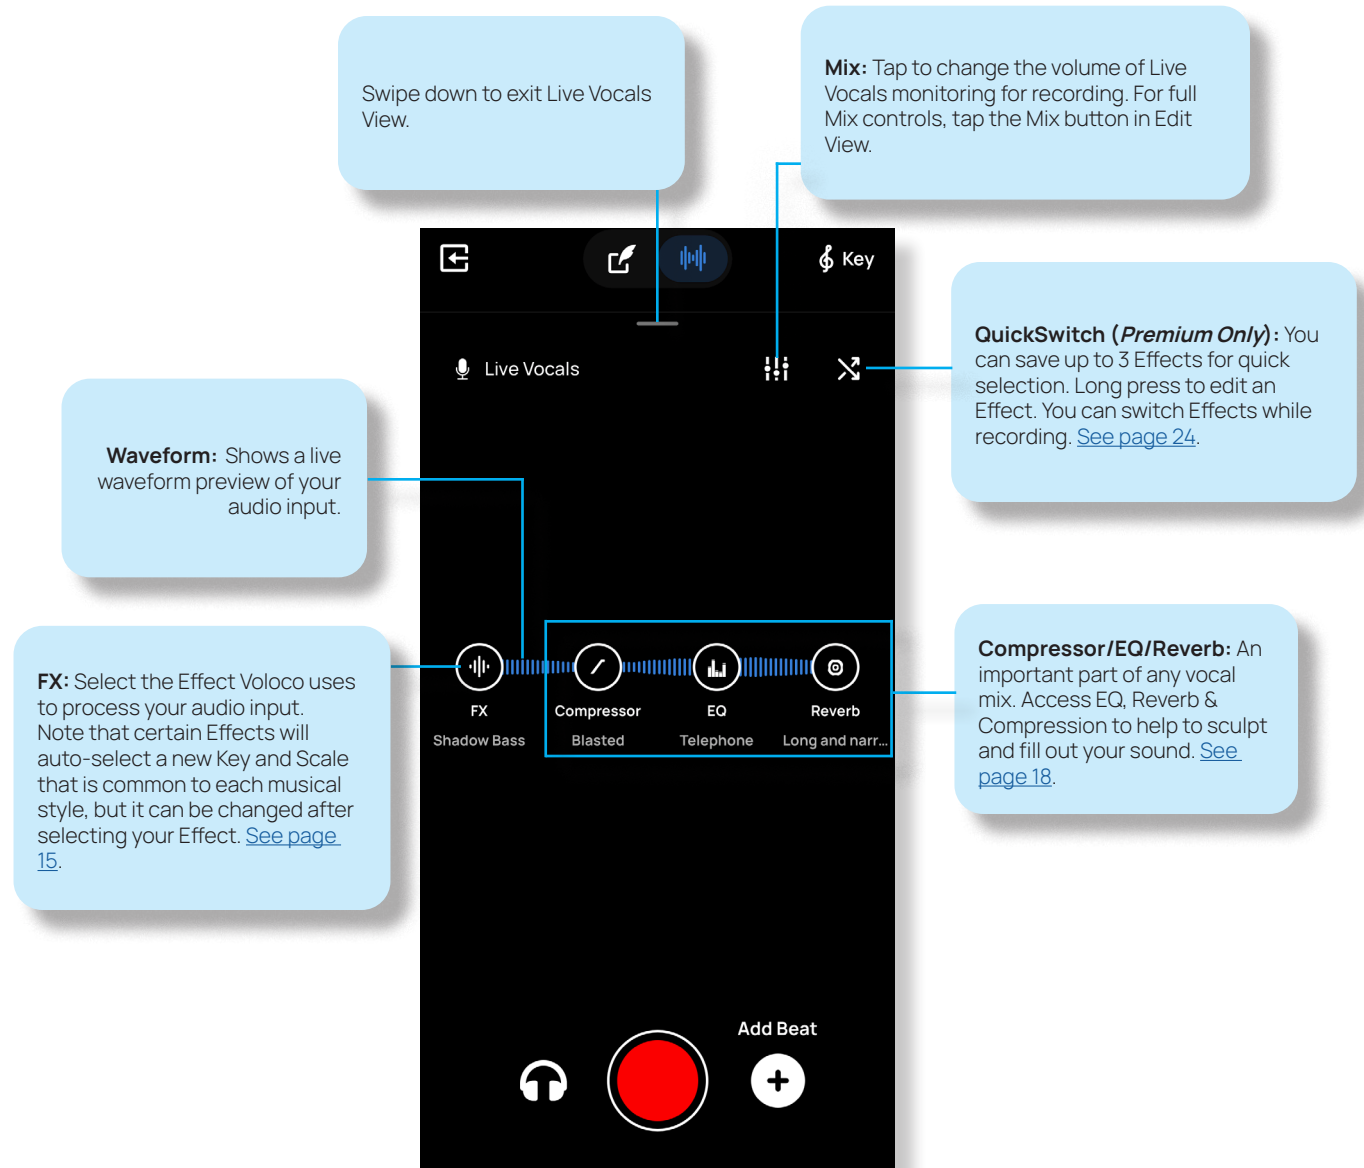 Swipe down to exit Live Vocals
View.
Mix: Tap to change the volume of Live
Vocals monitoring for recording. For full
Mix controls, tap the Mix button in Edit
View.
Key
Live Vocals
QuickSwitch (Premium Only): You
can save up to 3 Effects for quick
selection. Long press to edit an
Effect. You can switch Effects while
recording. See page 24.
Waveform: Shows a live
waveform preview of your
audio input.
FX: Select the Effect Voloco uses
to process your audio input.
Note that certain Effects will
auto-select a new Key and Scale
that is common to each musical
style, but it can be changed after
selecting your Effect. See page
15.
FX
Shadow Bass
Compressor
Blasted
EQ
Telephone
Reverb
Long and narr...
Compressor/EQ/Reverb: An
important part of any vocal
mix. Access EQ, Reverb &
Compression to help to sculpt
and fill out your sound. See
page 18.
Add Beat